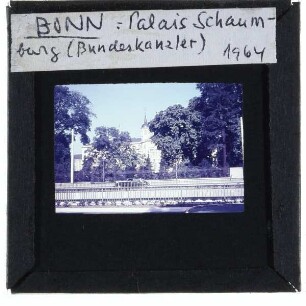 BONN : Palais Schaum-
burg (Bundeskanzler) 1964